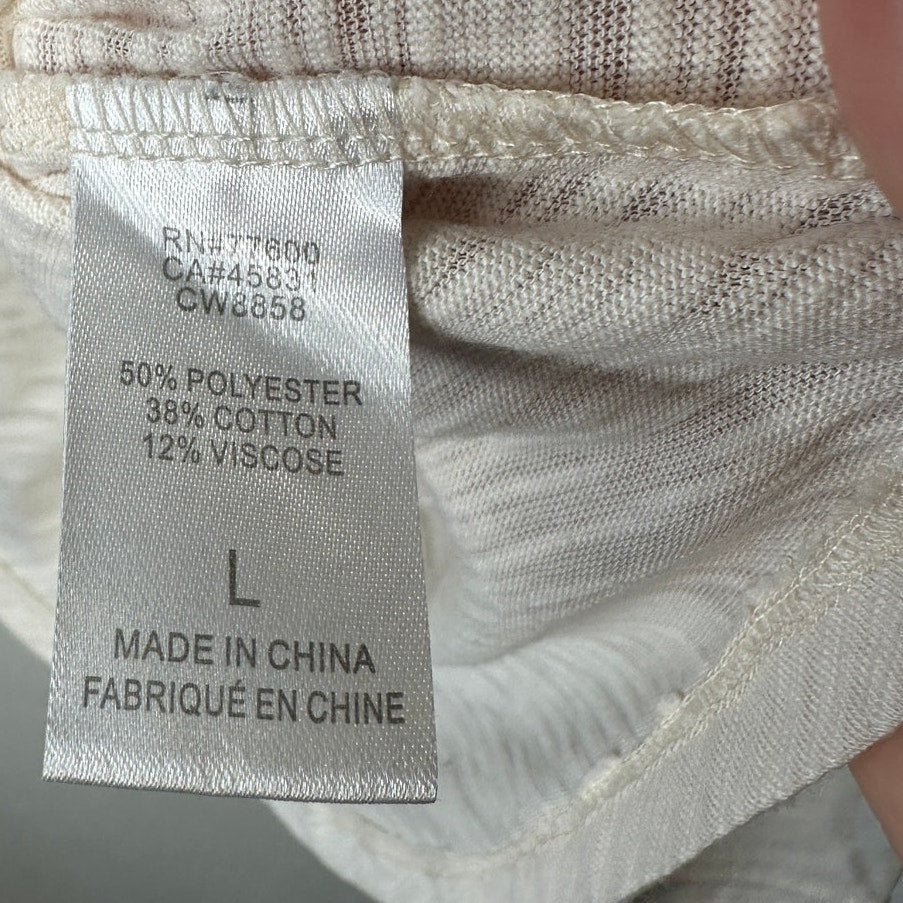 RN#77600
CA#45831
CW8858
50% POLYESTER
38% COTTON
12% VISCOSE
L
MADE IN CHINA
FABRIQUÉ EN CHINE